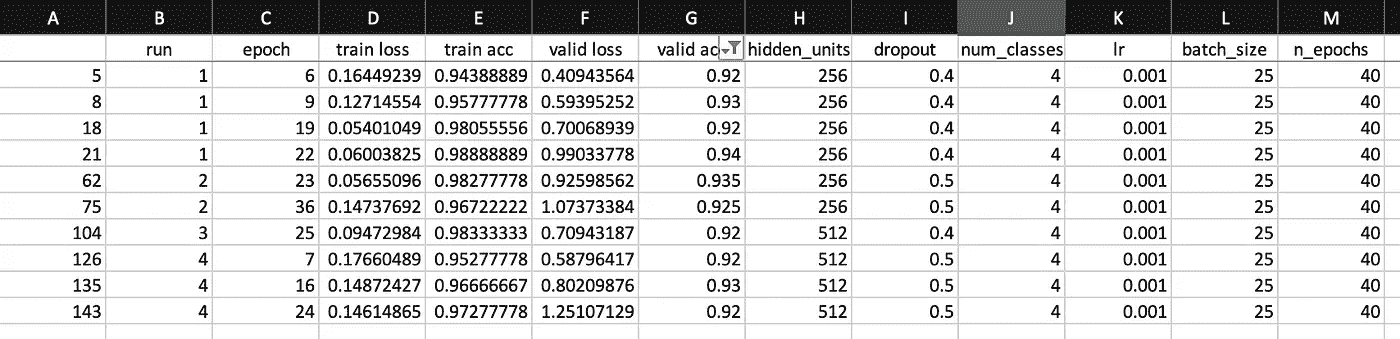 A B C D E F G H I J K L M
run epoch train loss train acc valid loss valid ac hidden_units dropout num_classes lr batch_size n_epochs
5 1 6 0.16449239 0.94388889 0.40943564 0.92 256 0.4 4 0.001 25 40
8 1 9 0.12714554 0.95777778 0.59395252 0.93 256 0.4 4 0.001 25 40
18 1 19 0.05401049 0.98055556 0.70068939 0.92 256 0.4 4 0.001 25 40
21 1 22 0.06003825 0.98888889 0.99033778 0.94 256 0.4 4 0.001 25 40
62 2 23 0.05655096 0.98277778 0.92598562 0.935 256 0.5 4 0.001 25 40
75 2 36 0.14737692 0.96722222 1.07373384 0.925 256 0.5 4 0.001 25 40
104 3 25 0.09472984 0.98333333 0.70943187 0.92 512 0.4 4 0.001 25 40
126 4 7 0.17660489 0.95277778 0.58796417 0.92 512 0.5 4 0.001 25 40
135 4 16 0.14872427 0.96666667 0.80209876 0.93 512 0.5 4 0.001 25 40
143 4 24 0.14614865 0.97277778 1.25107129 0.92 512 0.5 4 0.001 25 40